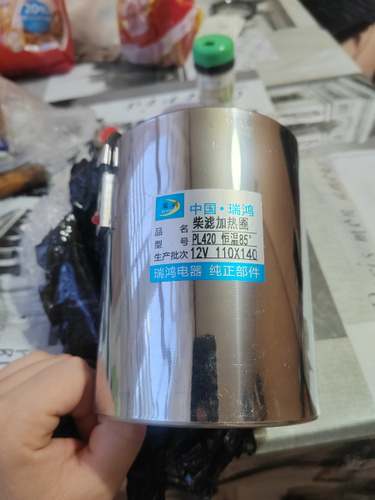 20%
中国·瑞鸿
品 名 柴滤加热圈
型 号 PL420 恒温85°
生产批次 12V 110X140
瑞鸿电器 纯正部件